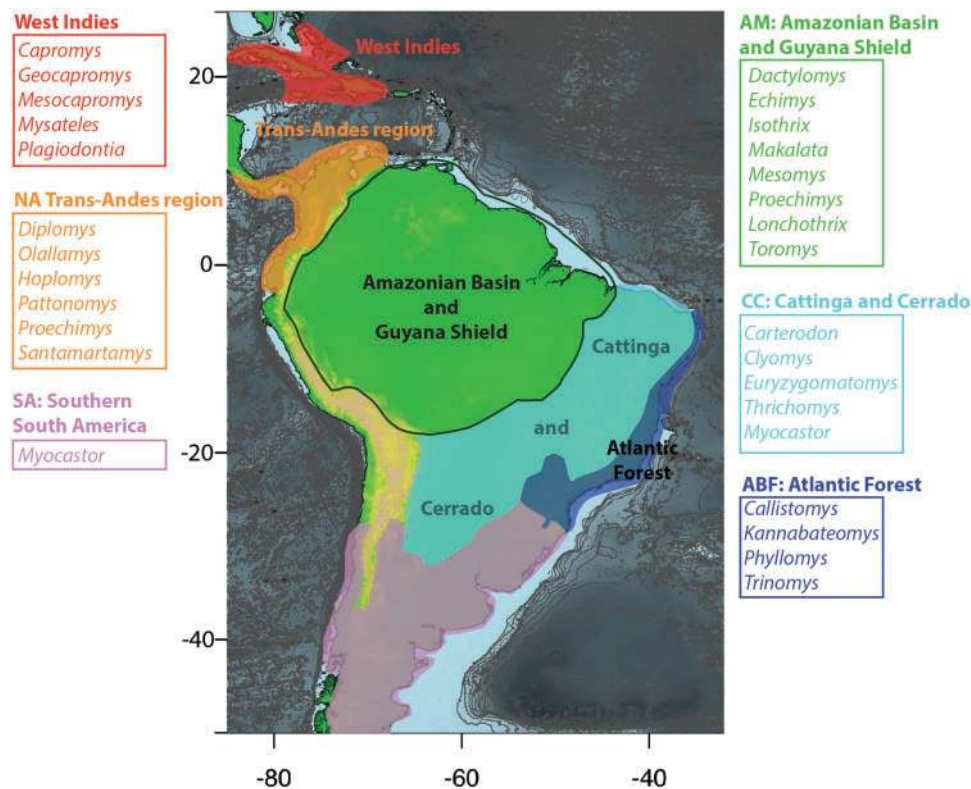 West Indies
Capromys
Geocapromys
Mesocapromys
Mysateles
Plagiodontia
NA Trans-Andes region
Diplomys
Olallamys
Hoplomys
Pattonomys
Proechimys
Santamartamys
SA: Southern
South America
Myocastor
20
0
-20
-40
-80
-60
-40
West Indies
Trans-Andes region
Amazonian Basin
and
Guyana Shield
Cattinga
and
Cerrado
Atlantic
Forest
AM: Amazonian Basin
and Guyana Shield
Dactylomys
Echimys
Isothrix
Makalata
Mesomys
Proechimys
Lonchothrix
Toromys
CC: Cattinga and Cerrado
Carterodon
Clyomys
Euryzygomatomys
Thrichomys
Myocastor
ABF: Atlantic Forest
Callistomys
Kannabateomys
Phyllomys
Trinomys